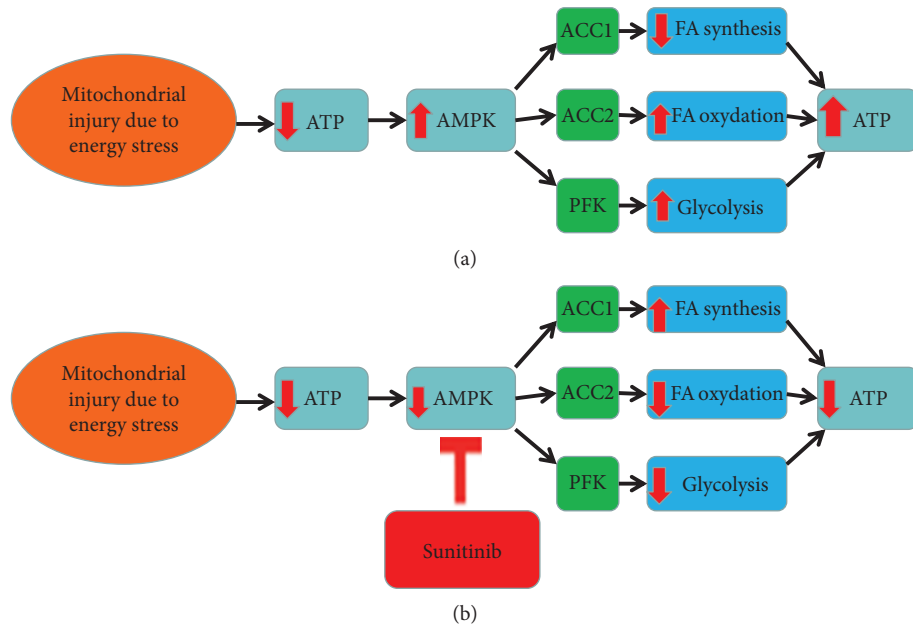 Mitochondrial
injury due to
energy stress
ATP
AMPK
ACC1
FA synthesis
ACC2
FA oxydation
PFK
Glycolysis
ATP
(a)
Mitochondrial
injury due to
energy stress
ATP
AMPK
ACC1
FA synthesis
ACC2
FA oxydation
PFK
Glycolysis
ATP
Sunitinib
(b)